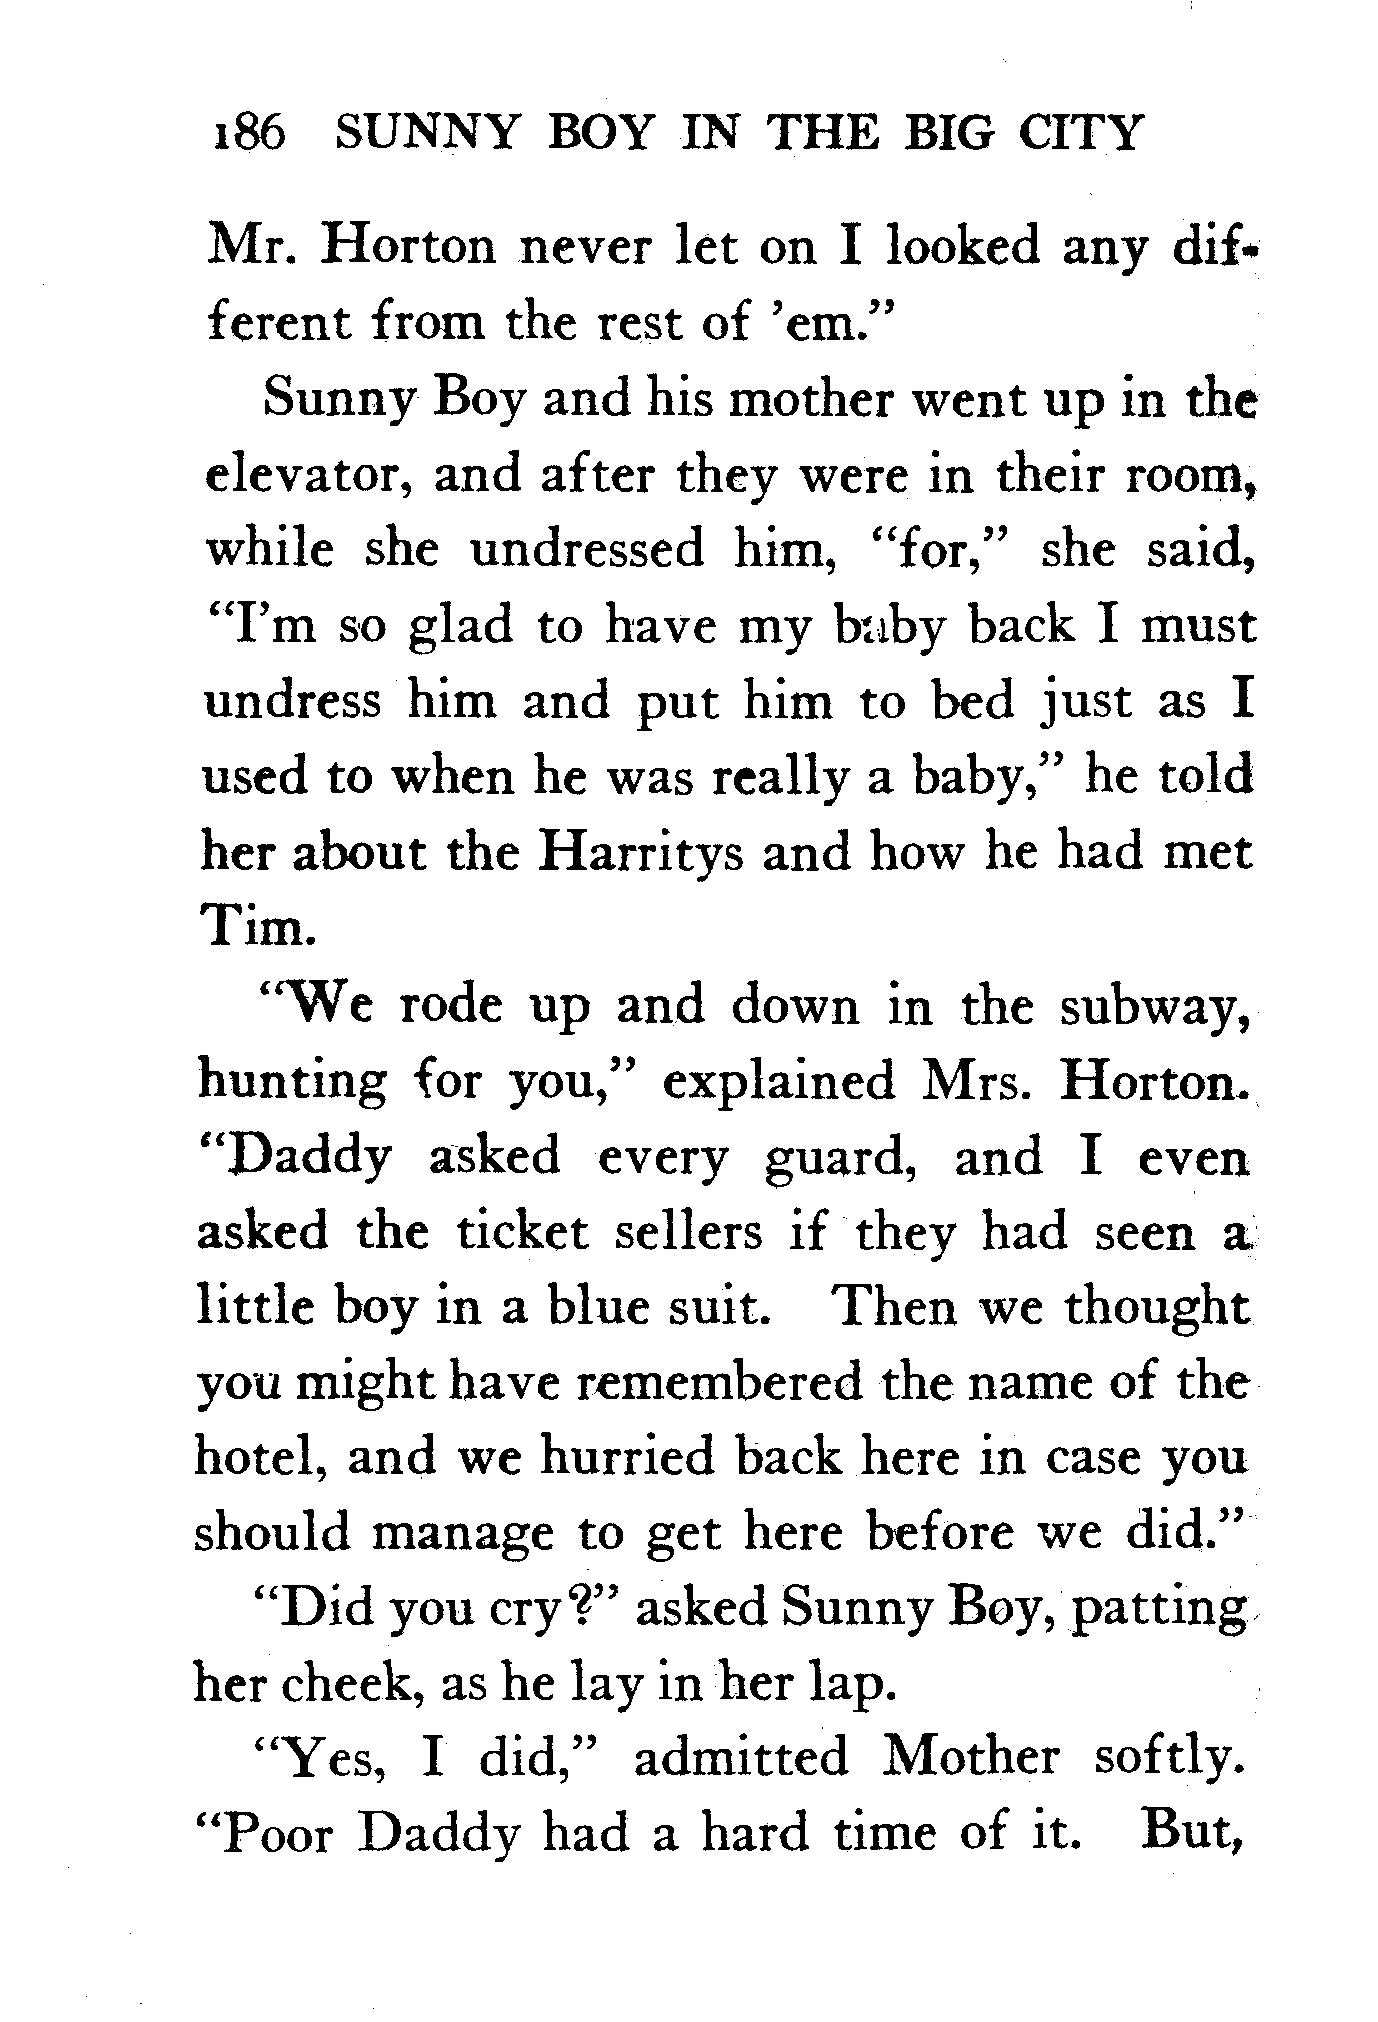 186 SUNNY BOY IN THE BIG CITY
Mr. Horton never let on I looked any dif-
ferent from the rest of ’em.”
Sunny Boy and his mother went up in the
elevator, and after they were in their room,
while she undressed him, “for,” she said,
“I’m so glad to have my baby back I must
undress him and put him to bed just as I
used to when he was really a baby,” he told
her about the Harritys and how he had met
Tim.
“We rode up and down in the subway,
hunting for you,” explained Mrs. Horton.
“Daddy asked every guard, and I even
asked the ticket sellers if they had seen a
little boy in a blue suit. Then we thought
you might have remembered the name of the
hotel, and we hurried back here in case you
should manage to get here before we did.”
“Did you cry?” asked Sunny Boy, patting
her cheek, as he lay in her lap.
“Yes, I did,” admitted Mother softly.
“Poor Daddy had a hard time of it. But,